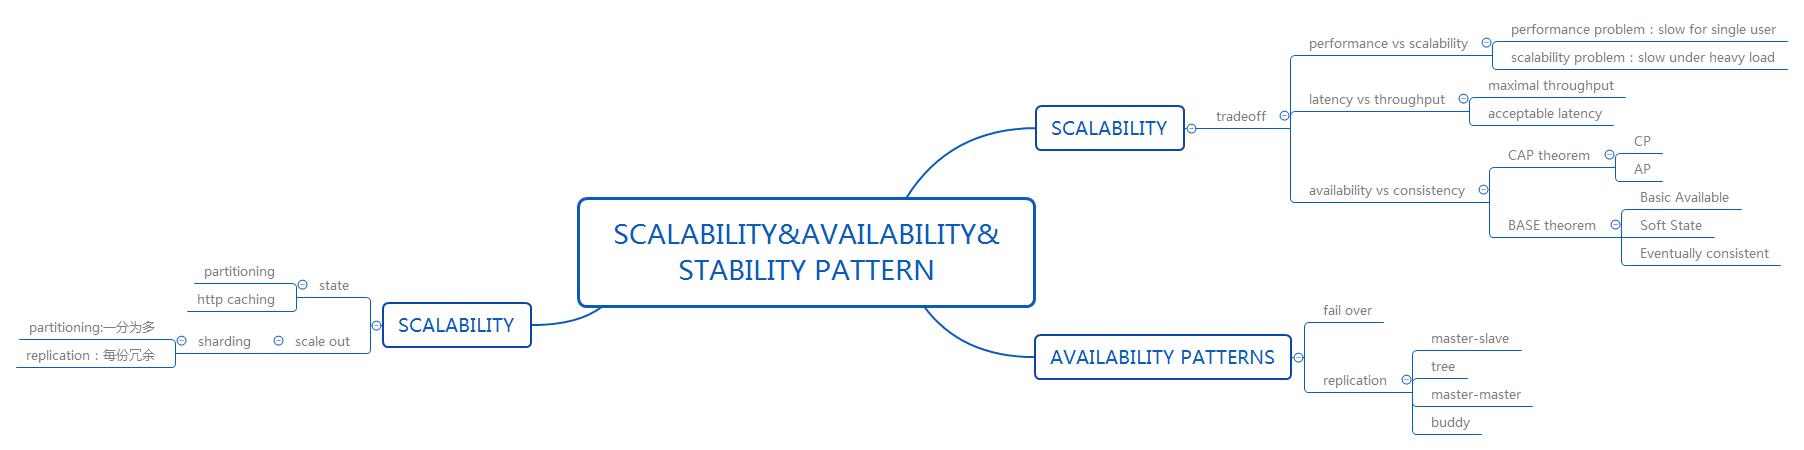 SCALABILITY&AVAILABILITY&
STABILITY PATTERN
SCALABILITY
tradeoff
performance vs scalability
performance problem：slow for single user
scalability problem：slow under heavy load
latency vs throughput
maximal throughput
acceptable latency
availability vs consistency
CAP theorem
CP
AP
BASE theorem
Basic Available
Soft State
Eventually consistent
AVAILABILITY PATTERNS
fail over
replication
master-slave
tree
master-master
buddy
SCALABILITY
state
partitioning
http caching
scale out
sharding
partitioning:一分为多
replication：每份冗余